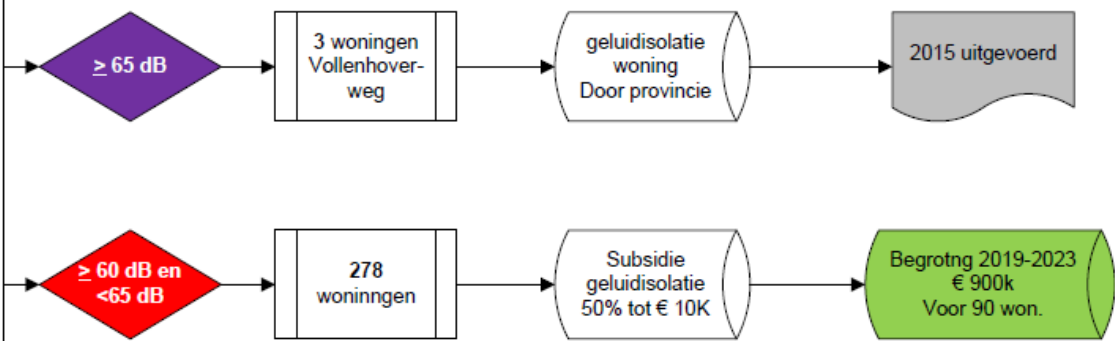 ≥ 65 dB
3 woningen
Vollenhover-
weg
geluidisolatie
woning
Door provincie
2015 uitgevoerd
≥ 60 dB en
<65 dB
278
woninngen
Subsidie
geluidisolatie
50% tot € 10K
Begrotng 2019-2023
€ 900k
Voor 90 won.